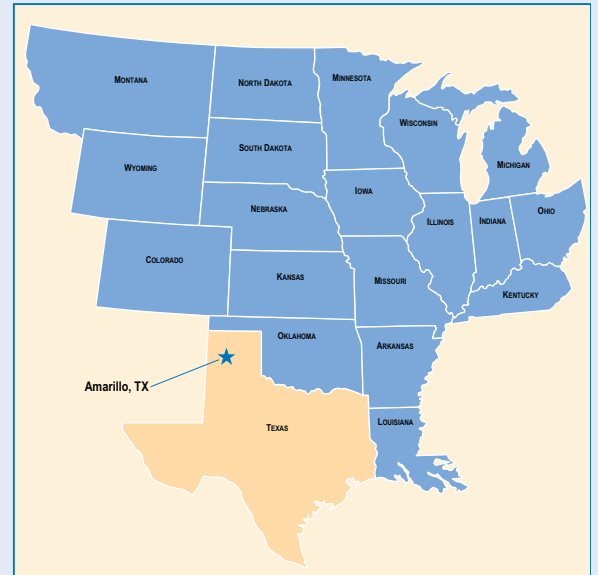 MONTANA
NORTH DAKOTA
MINNESOTA
WISCONSIN
SOUTH DAKOTA
MICHIGAN
WYOMING
IOWA
NEBRASKA
OHIO
ILLINOIS
INDIANA
COLORADO
KANSAS
MISSOURI
KENTUCKY
OKLAHOMA
ARKANSAS
Amarillo, TX
LOUISIANA
TEXAS